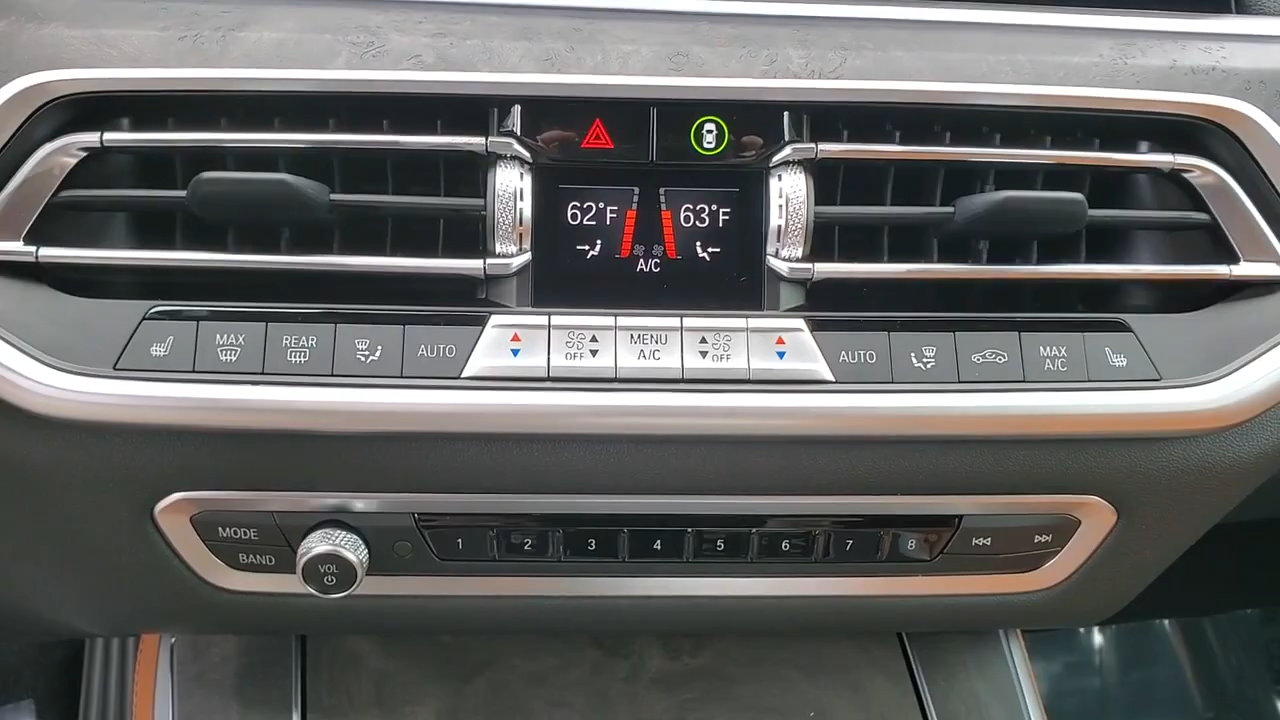 62°F 63°F
A/C
MAX
REAR
AUTO
OFF
MENU
A/C
OFF
AUTO
MAX
A/C
MODE
BAND
VOL
1 2 3 4 5 6 7 8